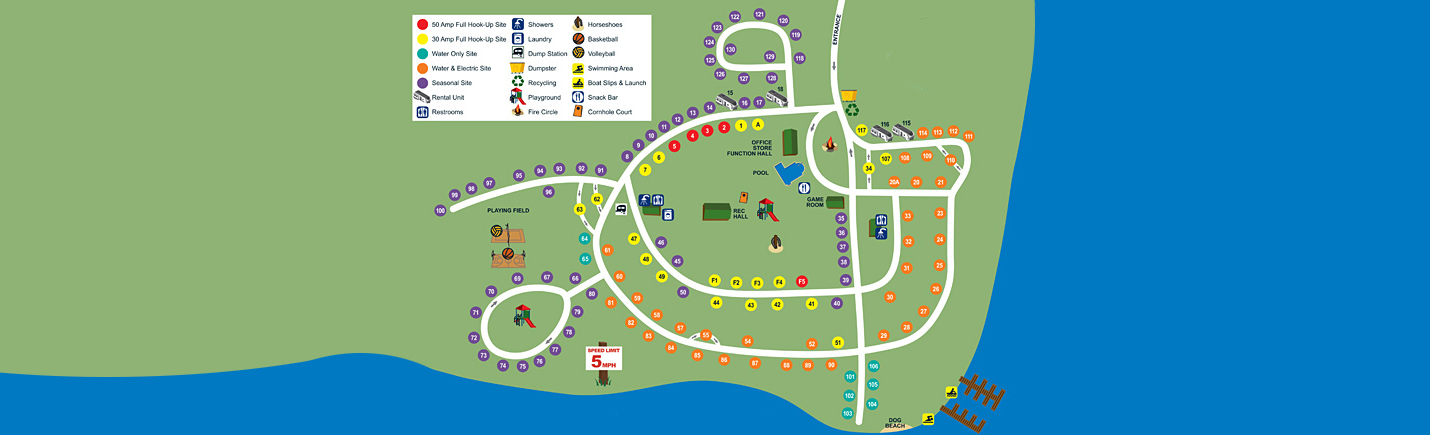 50 Amp Full Hook-Up Site
30 Amp Full Hook-Up Site
Water Only Site
Water & Electric Site
Seasonal Site
Rental Unit
Restrooms
Showers
Laundry
Dump Station
Dumpster
Recycling
Playground
Fire Circle
Horseshoes
Basketball
Volleyball
Swimming Area
Boat Slips & Launch
Snack Bar
Cornhole Court
ENTRANCE
121
122
120
123
119
124
130
129
118
125
126
127
128
15
18
14
16
17
13
12
11
10
9
8
4
3
2
1
A
5
6
7
OFFICE
STORE
FUNCTION HALL
POOL
GAME
ROOM
REC
HALL
117
116
115
114
113
112
111
107
108
109
110
34
20A
20
21
100
99
98
97
95
94
93
92
91
96
63
62
PLAYING FIELD
64
65
61
60
47
46
48
45
49
50
F1
F2
F3
F4
F5
44
43
42
41
40
35
36
37
38
39
33
32
31
30
23
24
25
26
27
28
29
69
67
66
70
80
71
79
72
78
73
77
74
75
76
81
59
82
58
83
57
84
55
85
54
86
87
52
51
88
89
90
SPEED LIMIT
5 MPH
101
106
102
105
103
104
DOG
BEACH